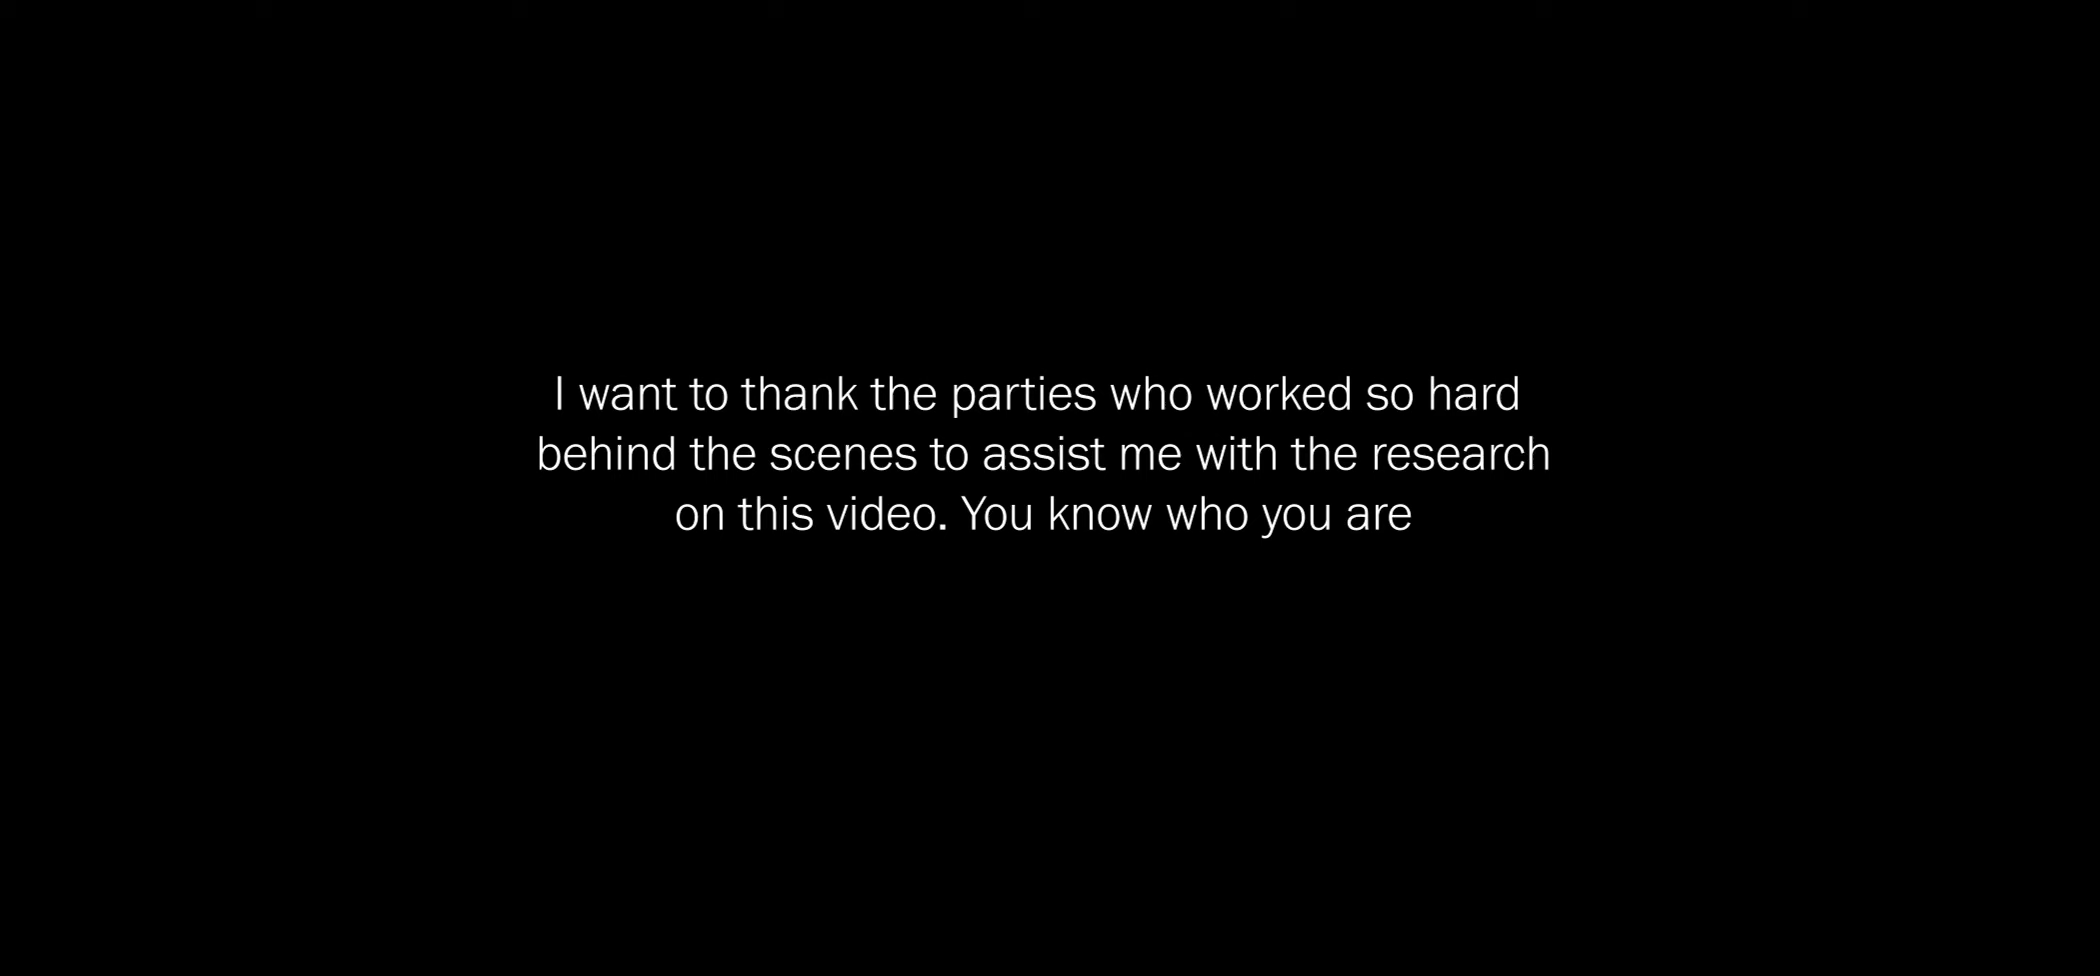 I want to thank the parties who worked so hard
behind the scenes to assist me with the research
on this video. You know who you are